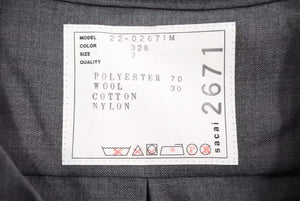 MODEL 22-02671M
COLOR 326
SIZE 2
QUALITY
POLYESTER 70
WOOL 30
COTTON
NYLON
sacai 2671